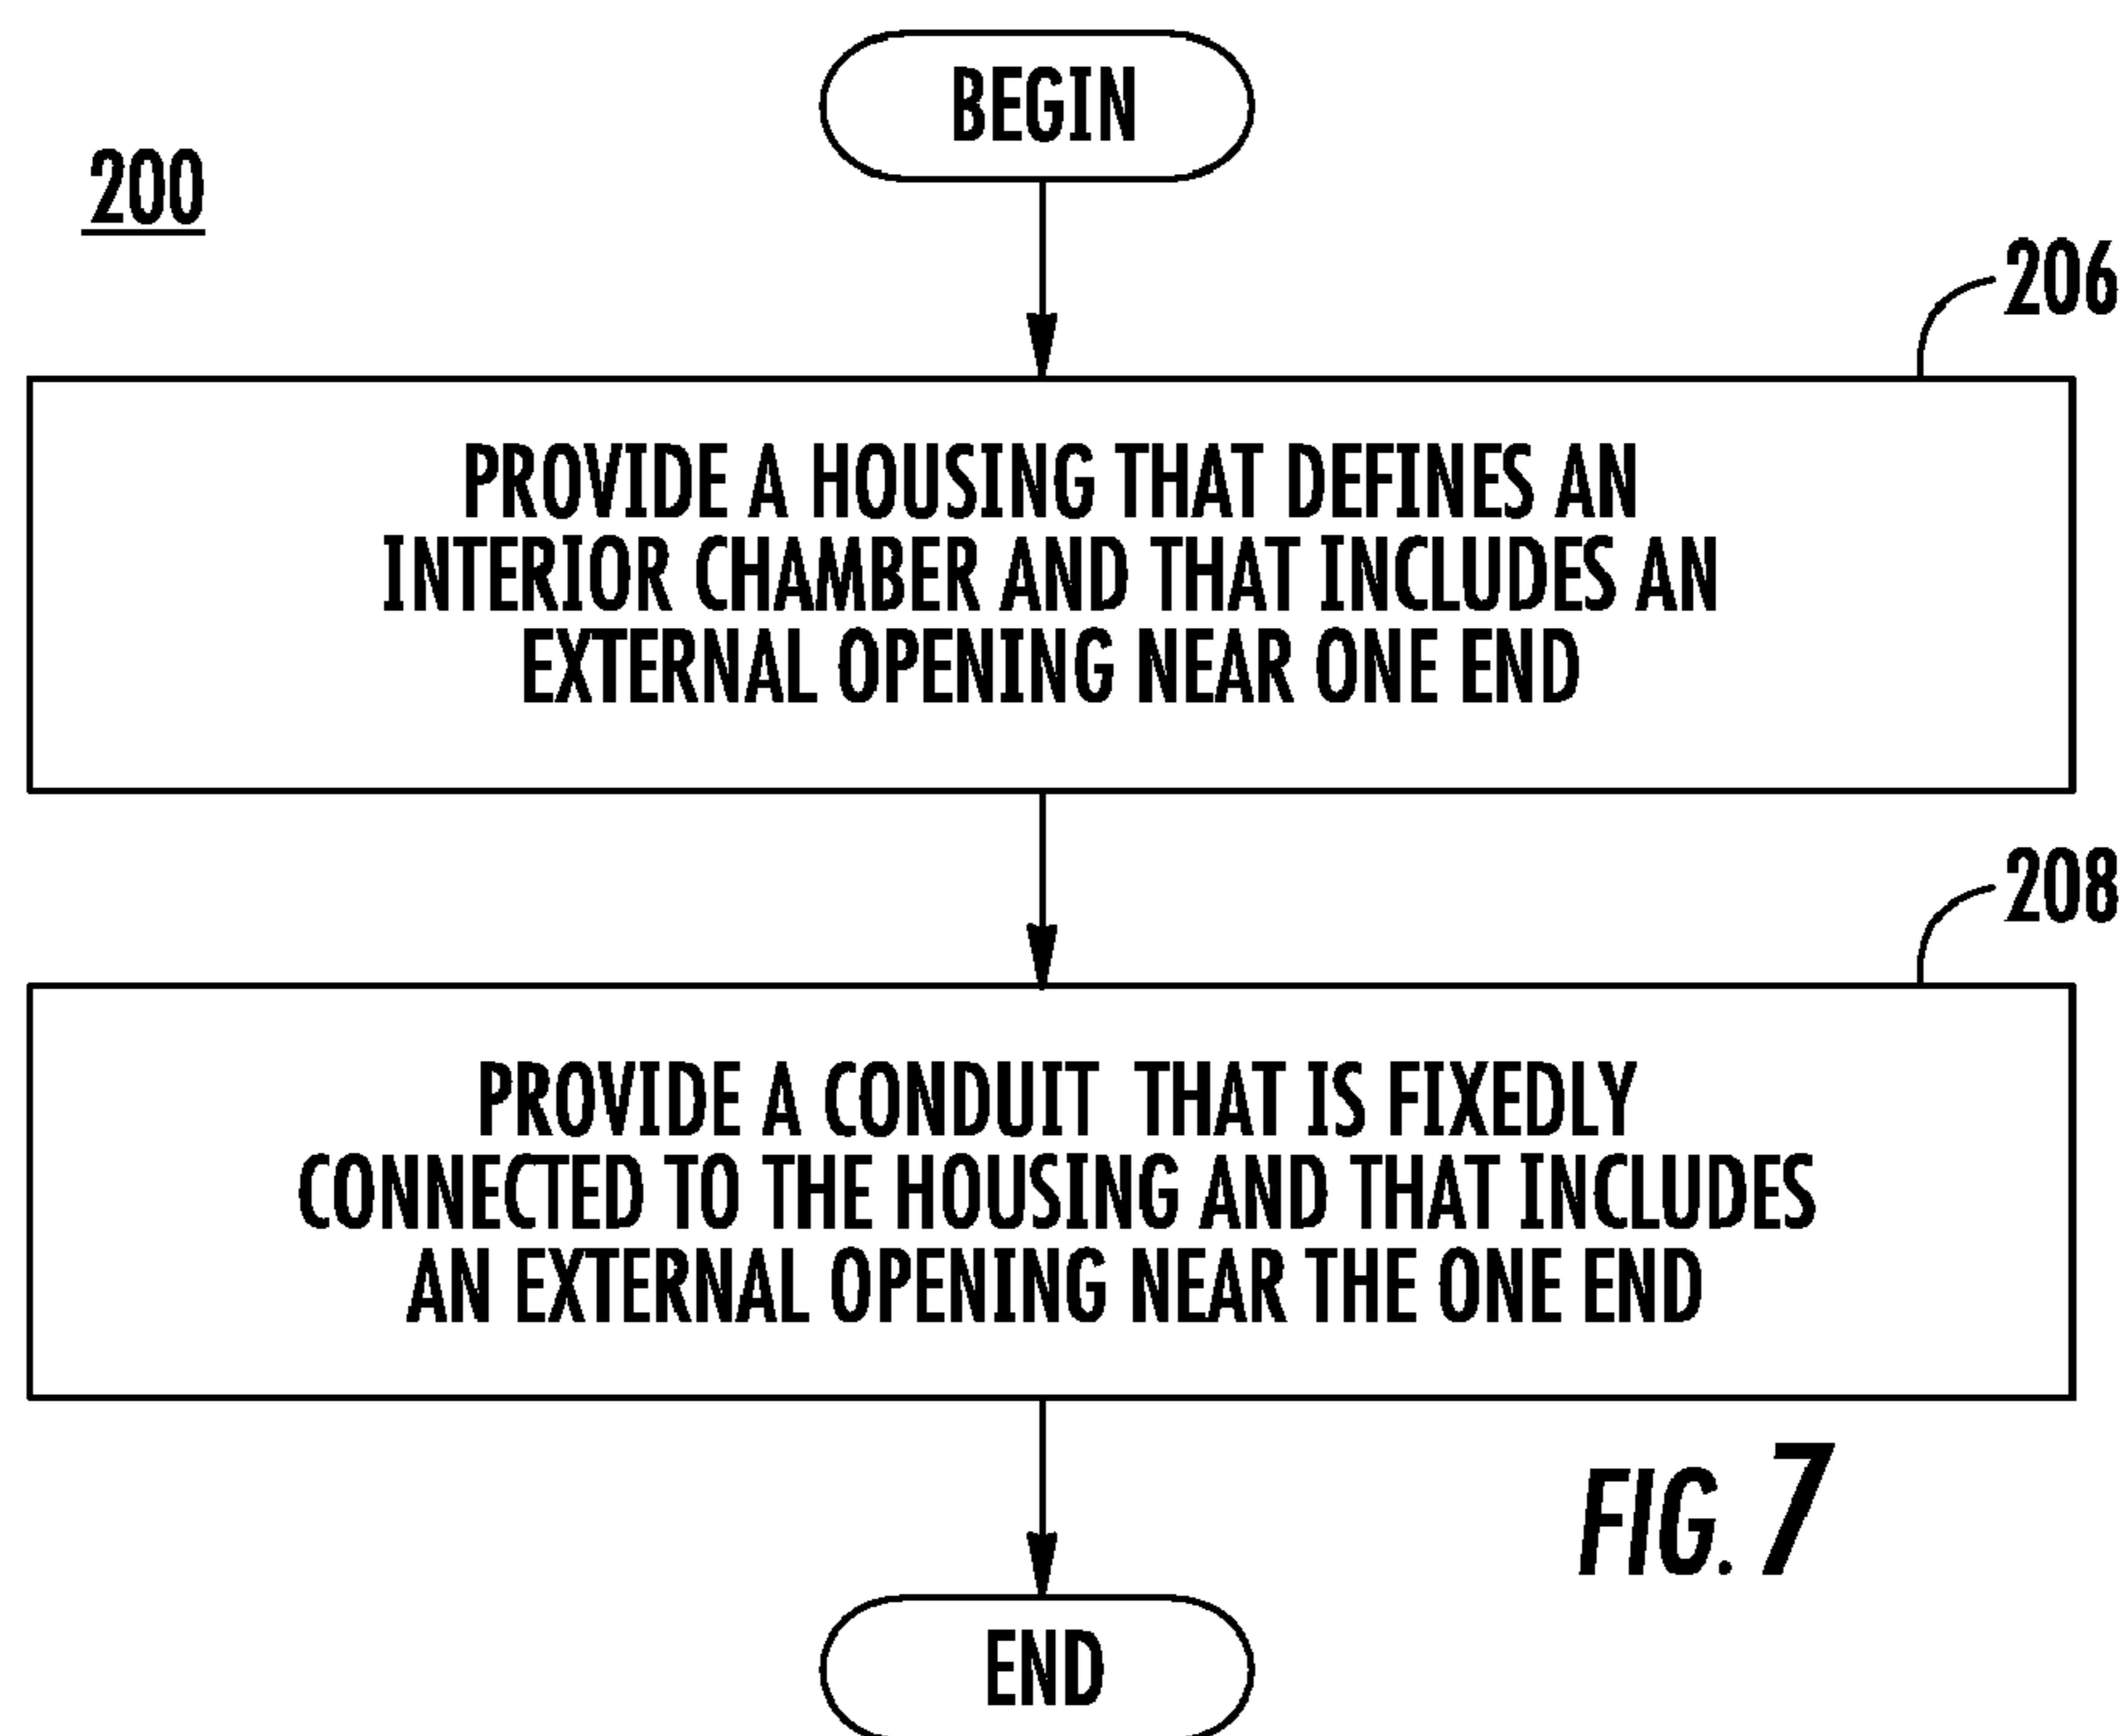 BEGIN
200
206
PROVIDE A HOUSING THAT DEFINES AN
INTERIOR CHAMBER AND THAT INCLUDES AN
EXTERNAL OPENING NEAR ONE END
208
PROVIDE A CONDUIT THAT IS FIXEDLY
CONNECTED TO THE HOUSING AND THAT INCLUDES
AN EXTERNAL OPENING NEAR THE ONE END
FIG. 7
END